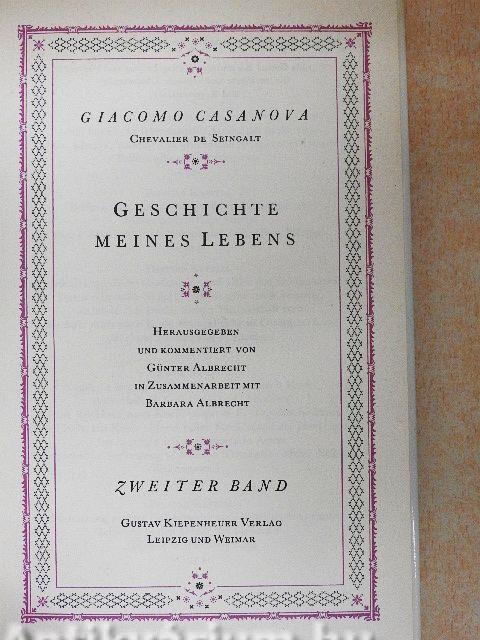 GIACOMO CASANOVA
CHEVALIER DE SEINGALT
GESCHICHTE
MEINES LEBENS
HERAUSGEGEBEN
UND KOMMENTIERT VON
GÜNTER ALBRECHT
IN ZUSAMMENARBEIT MIT
BARBARA ALBRECHT
ZWEITER BAND
GUSTAV KIEPENHEUER VERLAG
LEIPZIG UND WEIMAR